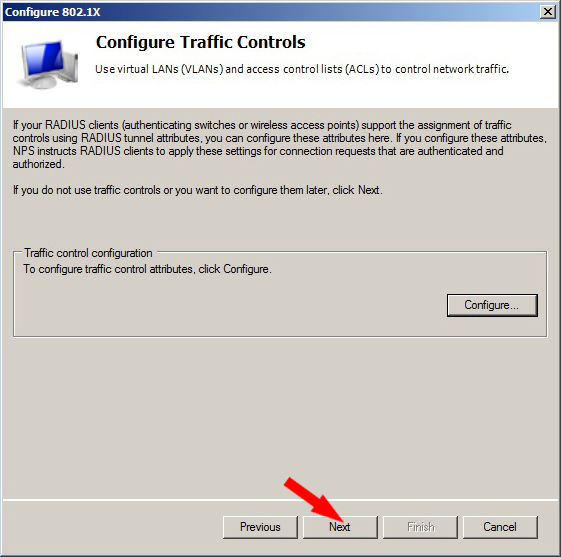 Configure 802.1X
Configure Traffic Controls
Use virtual LANs (VLANs) and access control lists (ACLs) to control network traffic.
If your RADIUS clients (authenticating switches or wireless access points) support the assignment of traffic
controls using RADIUS tunnel attributes, you can configure these attributes here. If you configure these attributes,
NPS instructs RADIUS clients to apply these settings for connection requests that are authenticated and
authorized.
If you do not use traffic controls or you want to configure them later, click Next.
Traffic control configuration
To configure traffic control attributes, click Configure.
Configure...
Previous
Next
Finish
Cancel